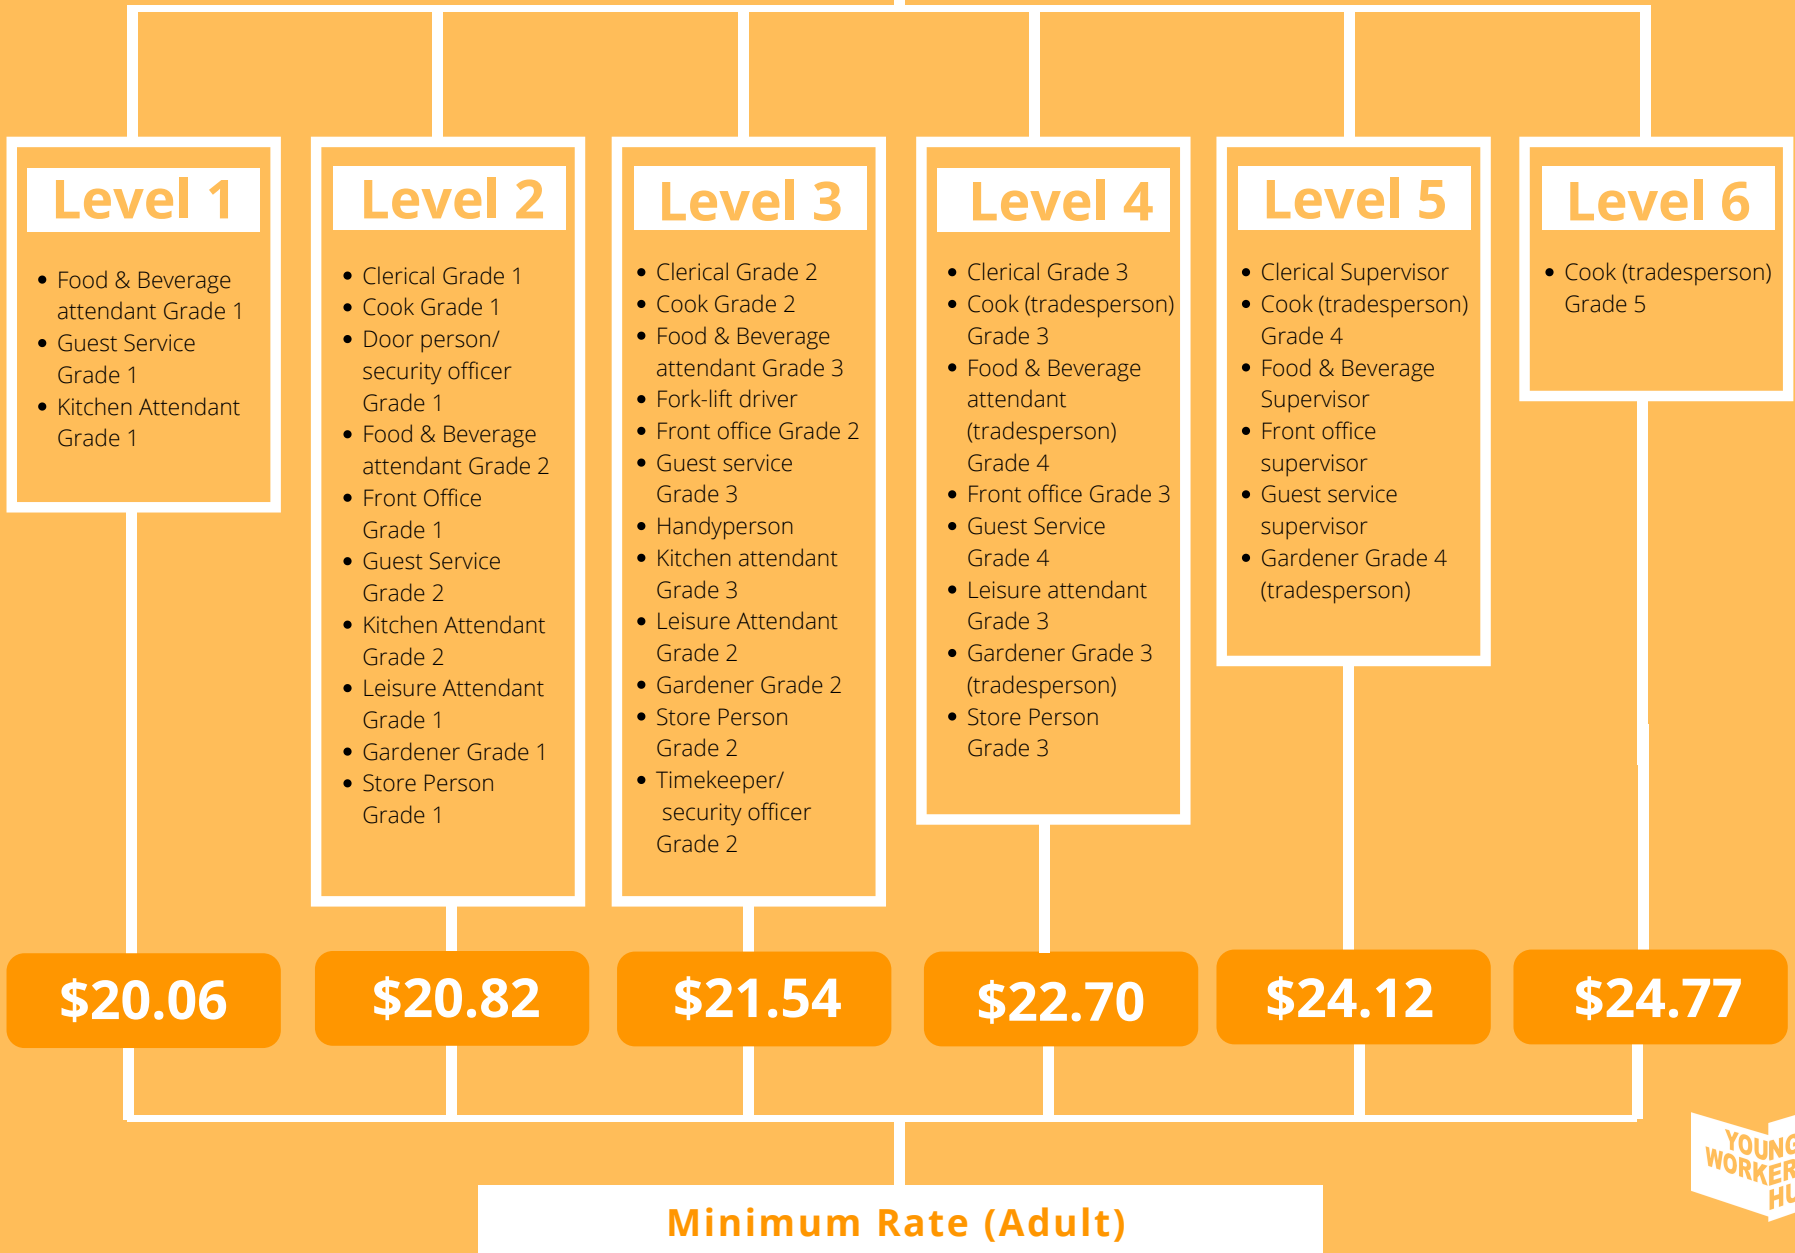 Level 1
• Food & Beverage
attendant Grade 1
• Guest Service
Grade 1
• Kitchen Attendant
Grade 1
$20.06
Level 2
• Clerical Grade 1
• Cook Grade 1
• Door person/
security officer
Grade 1
• Food & Beverage
attendant Grade 2
• Front Office
Grade 1
• Guest Service
Grade 2
• Kitchen Attendant
Grade 2
• Leisure Attendant
Grade 1
• Gardener Grade 1
• Store Person
Grade 1
$20.82
Level 3
• Clerical Grade 2
• Cook Grade 2
• Food & Beverage
attendant Grade 3
• Fork-lift driver
• Front office Grade 2
• Guest service
Grade 3
• Handyperson
• Kitchen attendant
Grade 3
• Leisure Attendant
Grade 2
• Gardener Grade 2
• Store Person
Grade 2
• Timekeeper/
security officer
Grade 2
$21.54
Level 4
• Clerical Grade 3
• Cook (tradesperson)
Grade 3
• Food & Beverage
attendant
(tradesperson)
Grade 4
• Front office Grade 3
• Guest Service
Grade 4
• Leisure attendant
Grade 3
• Gardener Grade 3
(tradesperson)
• Store Person
Grade 3
$22.70
Level 5
• Clerical Supervisor
• Cook (tradesperson)
Grade 4
• Food & Beverage
Supervisor
• Front office
supervisor
• Guest service
supervisor
• Gardener Grade 4
(tradesperson)
$24.12
Level 6
• Cook (tradesperson)
Grade 5
$24.77
Minimum Rate (Adult)
YOUNG
WORKER
HU